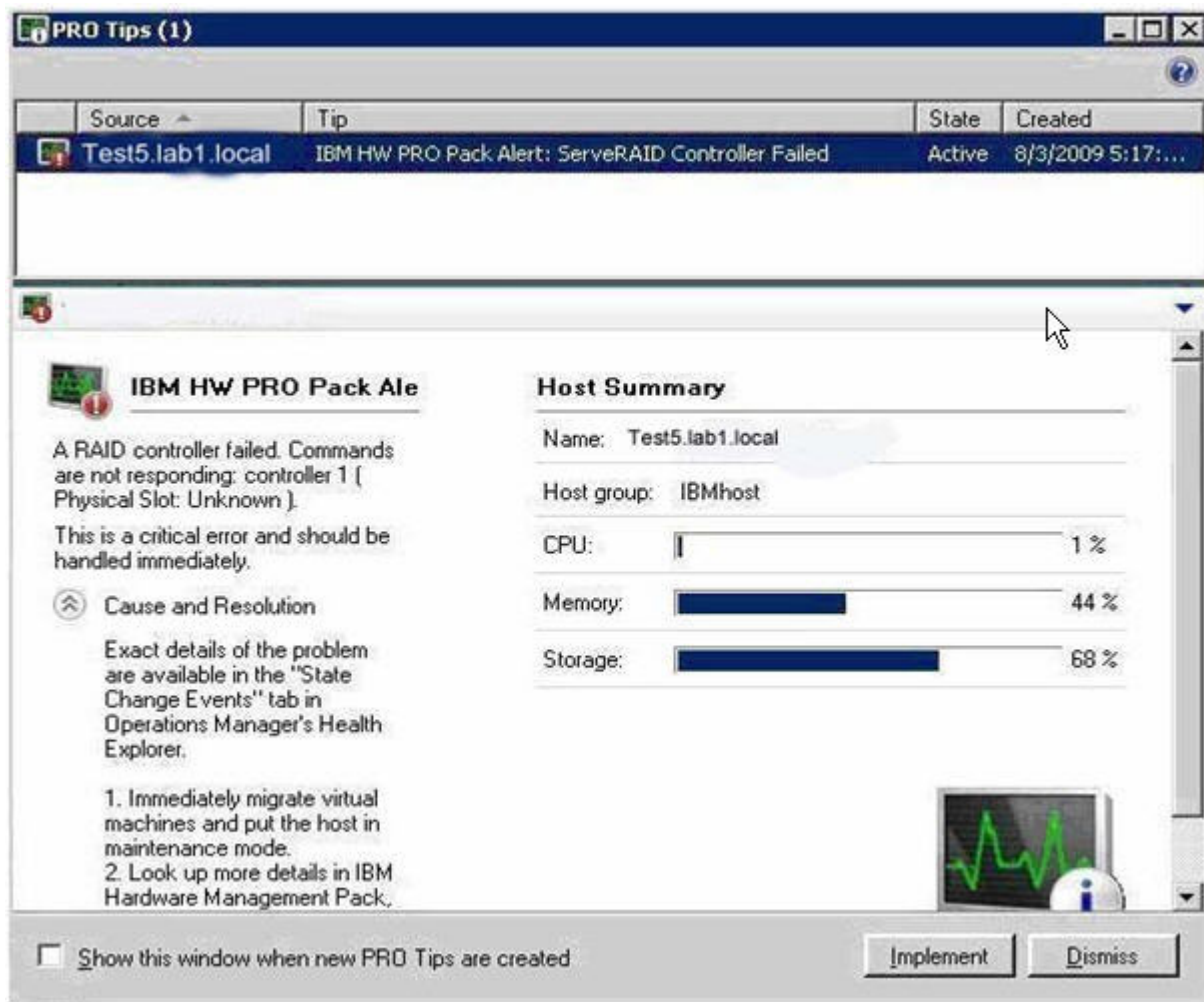 PRO Tips (1)
Source Tip State Created
Test5.lab1.local IBM HW PRO Pack Alert: ServeRAID Controller Failed Active 8/3/2009 5:17:...
IBM HW PRO Pack Ale
A RAID controller failed. Commands
are not responding: controller 1 (
Physical Slot: Unknown ).
This is a critical error and should be
handled immediately.
Cause and Resolution
Exact details of the problem
are available in the "State
Change Events" tab in
Operations Manager's Health
Explorer.
1. Immediately migrate virtual
machines and put the host in
maintenance mode.
2. Look up more details in IBM
Hardware Management Pack,
Host Summary
Name: Test5.lab1.local
Host group: IBMhost
CPU: 1 %
Memory: 44 %
Storage: 68 %
Show this window when new PRO Tips are created
Implement Dismiss